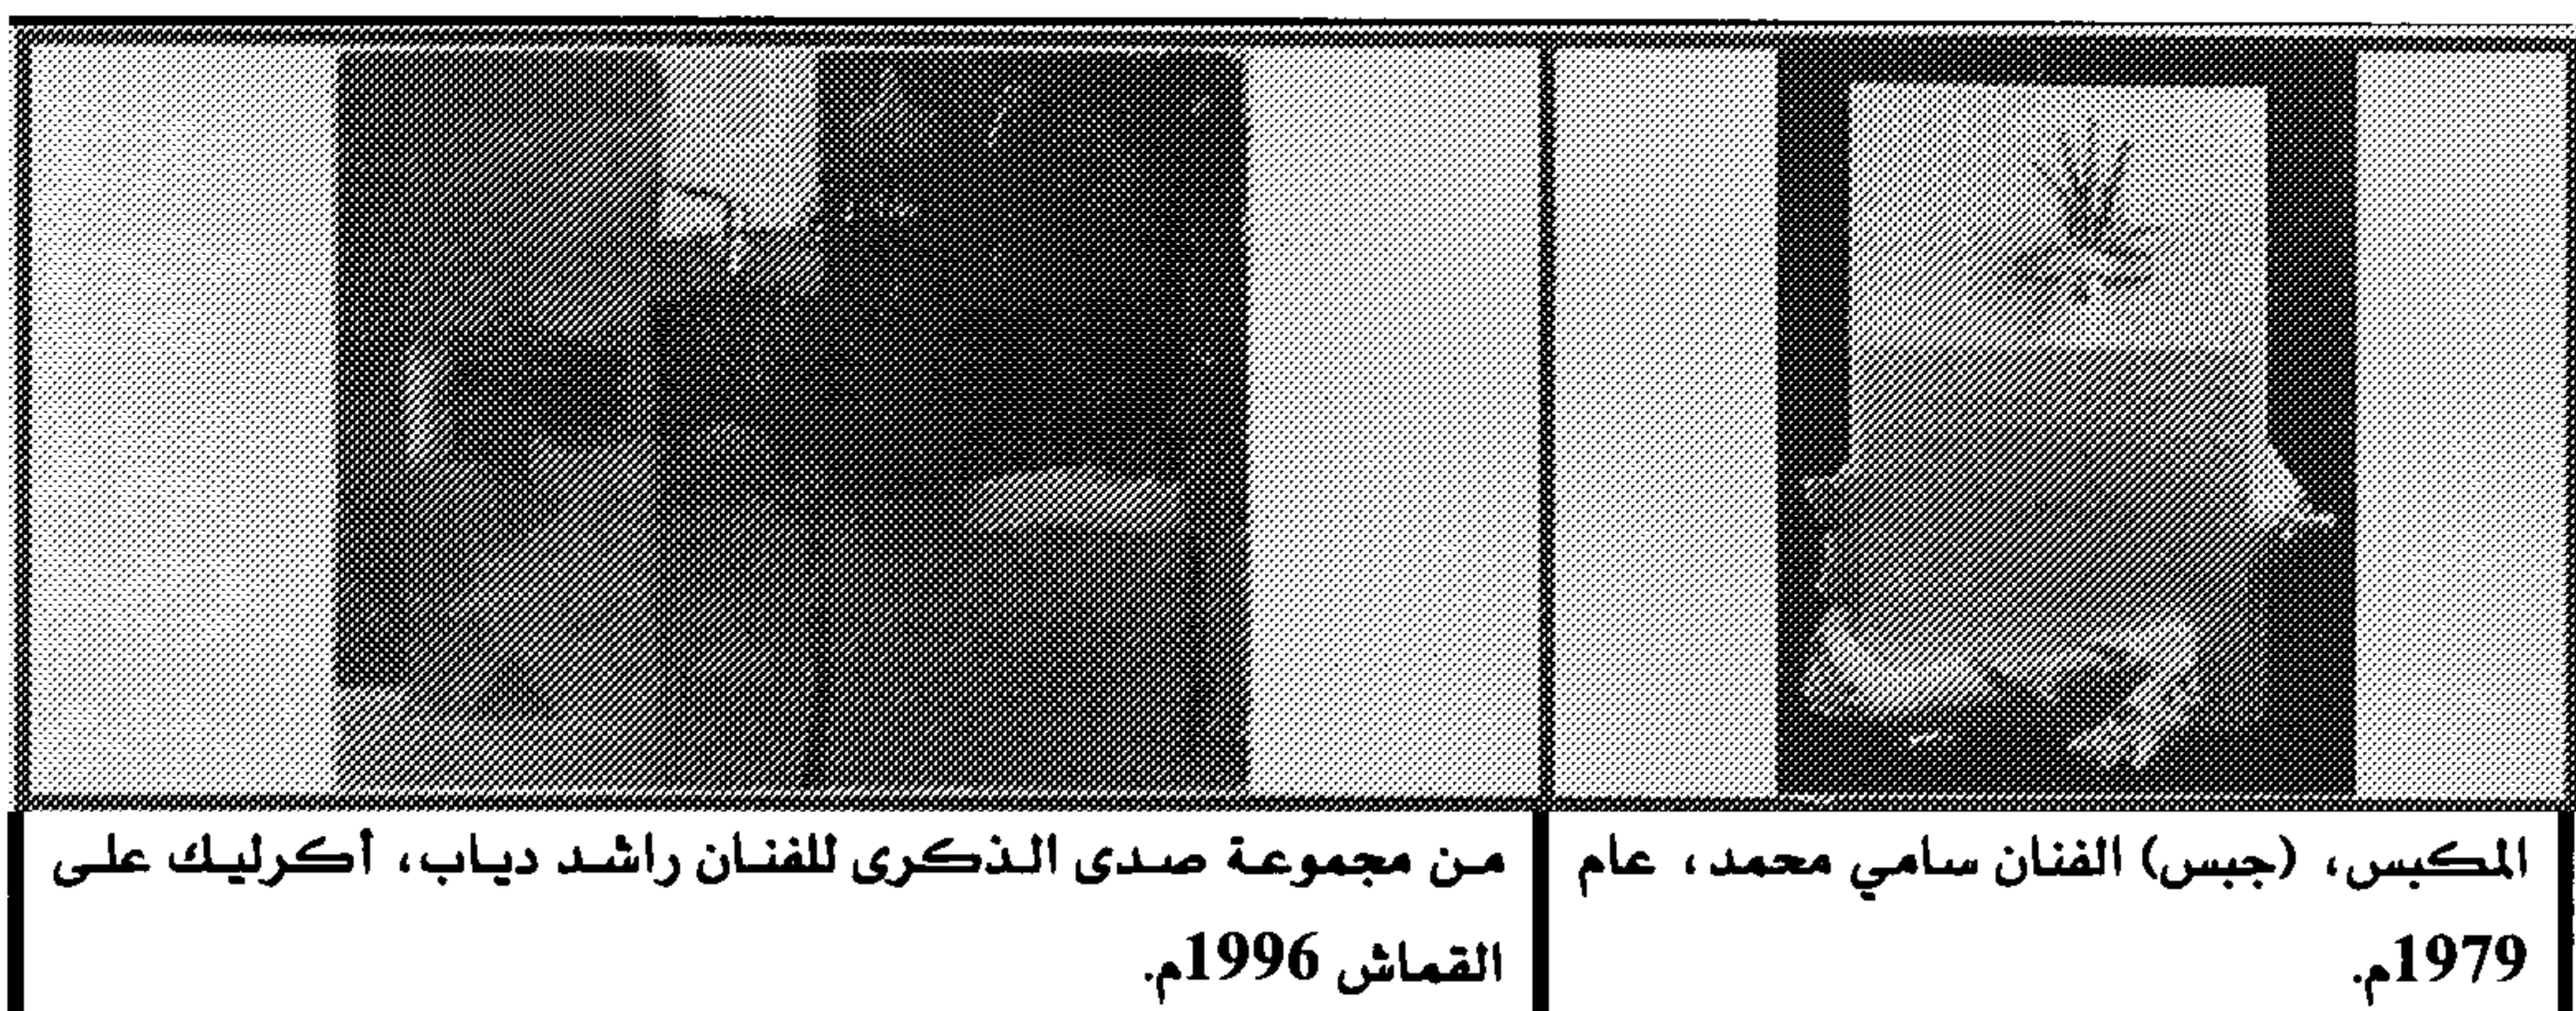 المكبس، (جبس) الفنان سامي محمد، عام
1979م.
من مجموعة صدى الذكرى للفنان راشد دياب، أكرليك على
القماش 1996م.